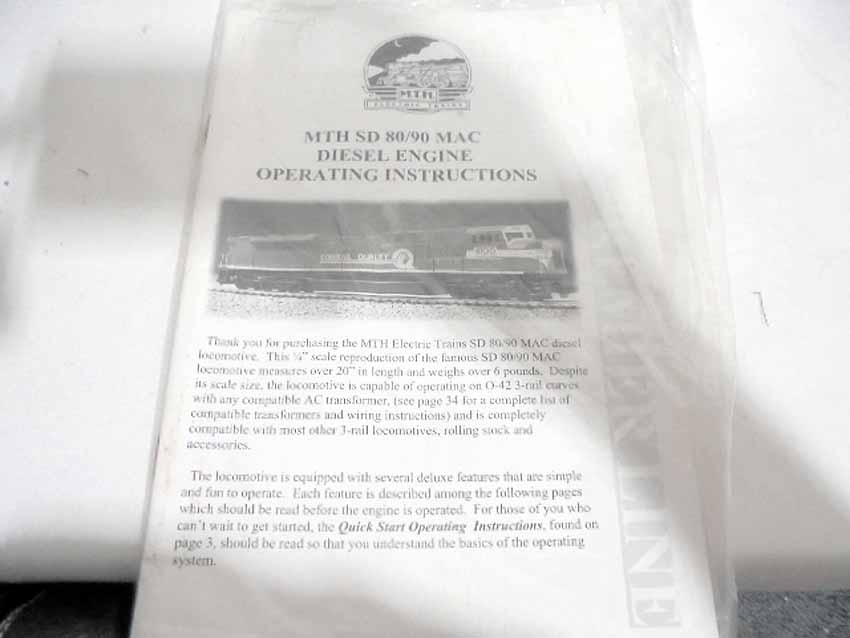 M.T.H.
ELECTRIC TRAINS
MTH SD 80/90 MAC
DIESEL ENGINE
OPERATING INSTRUCTIONS
CONRAIL QUALITY
Thank you for purchasing the MTH Electric Trains SD 80/90 MAC diesel
locomotive. This ¼" scale reproduction of the famous SD 80/90 MAC
locomotive measures over 20" in length and weighs over 6 pounds. Despite
its scale size, the locomotive is capable of operating on O-42 3-rail curves
with any compatible AC transformer, (see page 34 for a complete list of
compatible transformers and wiring instructions) and is completely
compatible with most other 3-rail locomotives, rolling stock and
accessories.
The locomotive is equipped with several deluxe features that are simple
and fun to operate. Each feature is described among the following pages
which should be read before the engine is operated. For those of you who
can't wait to get started, the Quick Start Operating Instructions, found on
page 3, should be read so that you understand the basics of the operating
system.
LINE